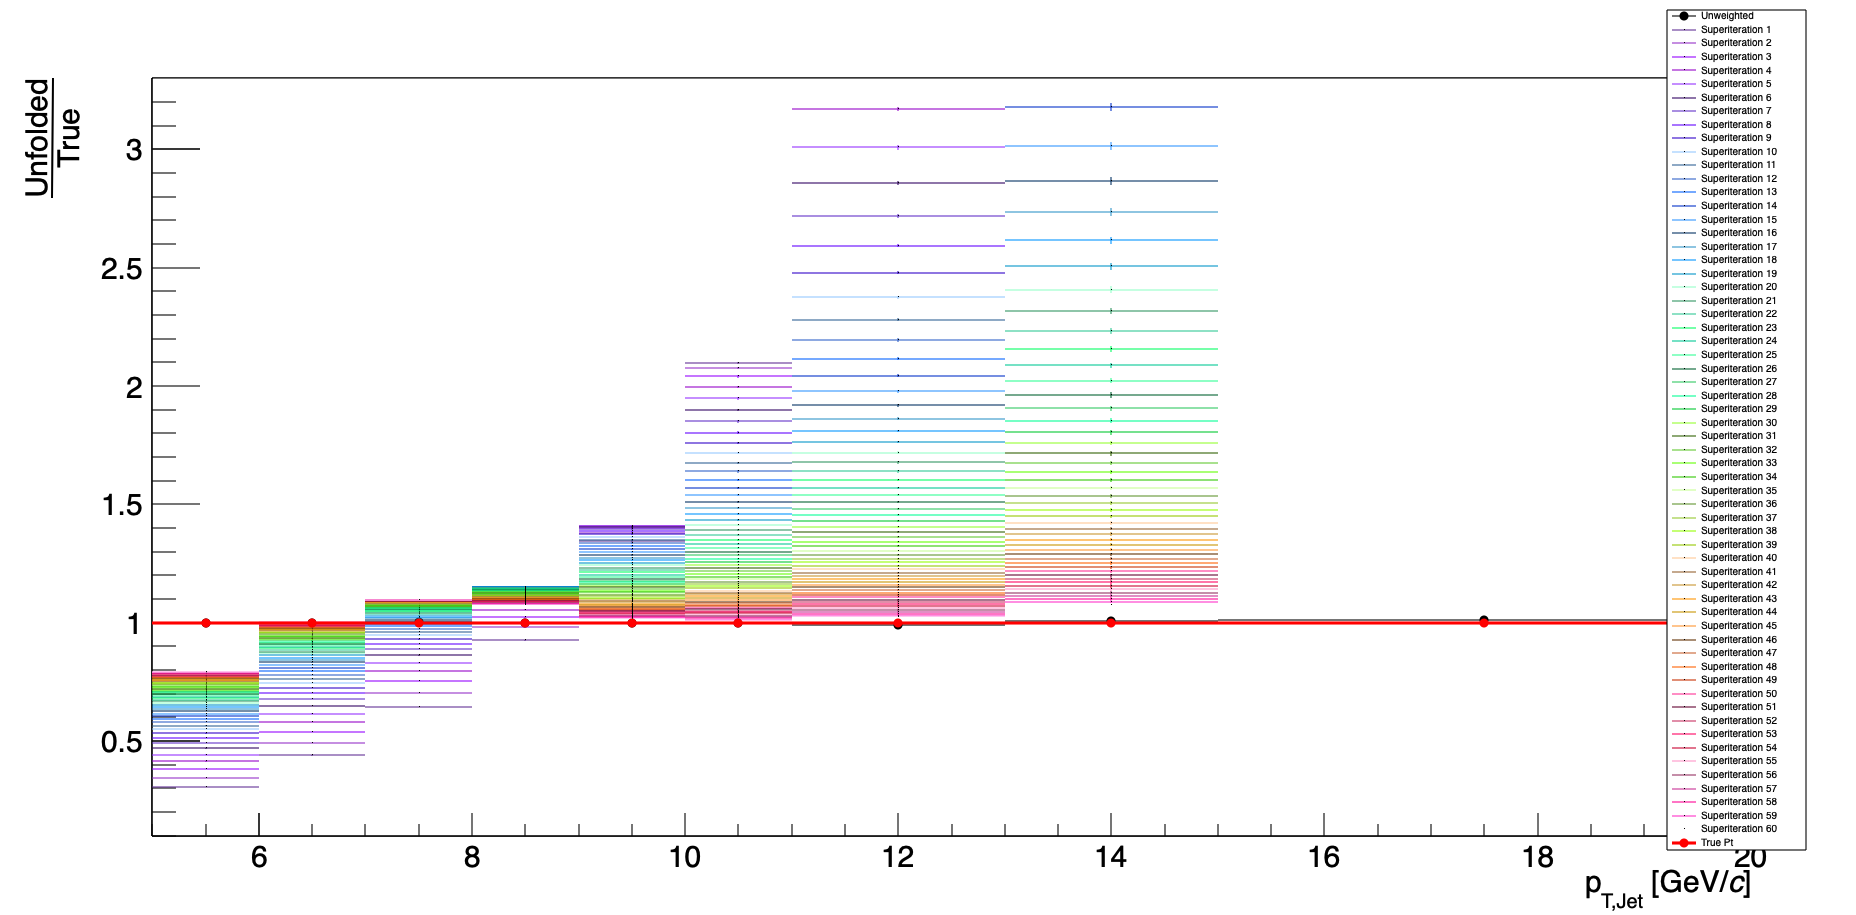 Unfolded
True
3
2.5
2
1.5
1
0.5
6
8
10
12
14
16
18
20
p T,Jet [GeV/c]
Unweighted
Superiteration 1
Superiteration 2
Superiteration 3
Superiteration 4
Superiteration 5
Superiteration 6
Superiteration 7
Superiteration 8
Superiteration 9
Superiteration 10
Superiteration 11
Superiteration 12
Superiteration 13
Superiteration 14
Superiteration 15
Superiteration 16
Superiteration 17
Superiteration 18
Superiteration 19
Superiteration 20
Superiteration 21
Superiteration 22
Superiteration 23
Superiteration 24
Superiteration 25
Superiteration 26
Superiteration 27
Superiteration 28
Superiteration 29
Superiteration 30
Superiteration 31
Superiteration 32
Superiteration 33
Superiteration 34
Superiteration 35
Superiteration 36
Superiteration 37
Superiteration 38
Superiteration 39
Superiteration 40
Superiteration 41
Superiteration 42
Superiteration 43
Superiteration 44
Superiteration 45
Superiteration 46
Superiteration 47
Superiteration 48
Superiteration 49
Superiteration 50
Superiteration 51
Superiteration 52
Superiteration 53
Superiteration 54
Superiteration 55
Superiteration 56
Superiteration 57
Superiteration 58
Superiteration 59
Superiteration 60
True Pt